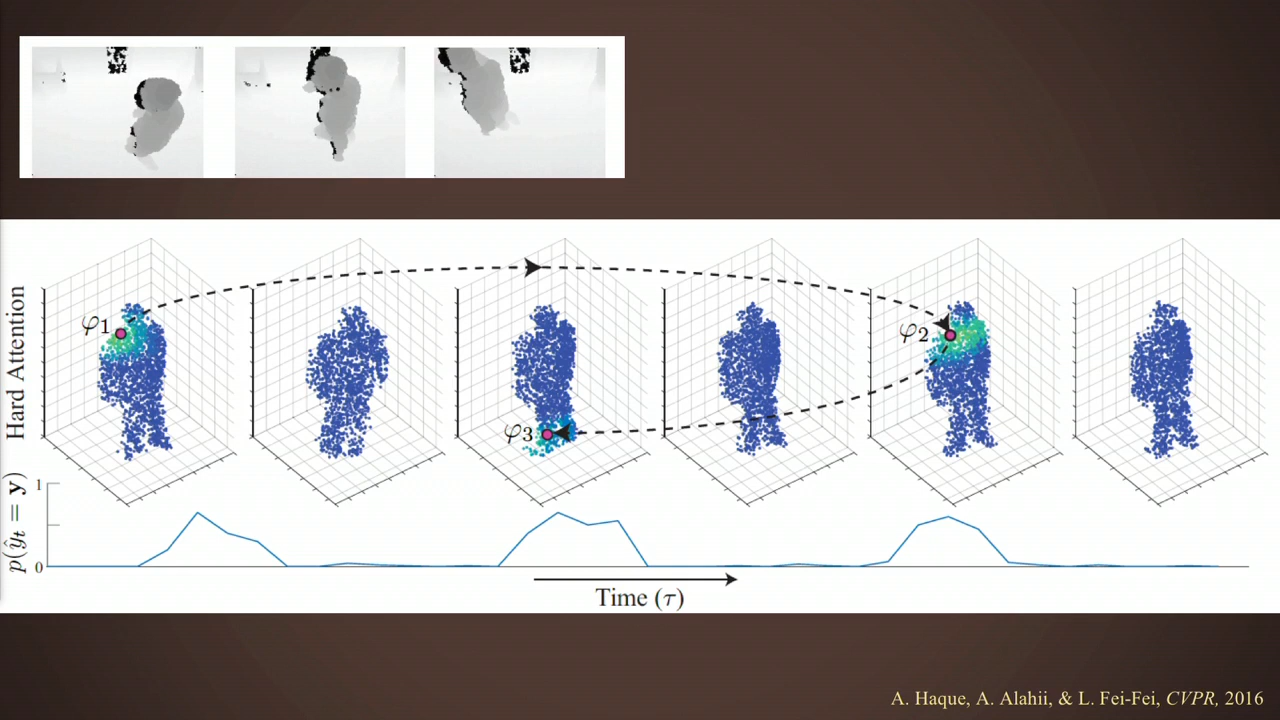 Hard Attention
φ1
φ2
φ3
p(ŷt = y)
1
0
Time (τ)
A. Haque, A. Alahii, & L. Fei-Fei, CVPR, 2016